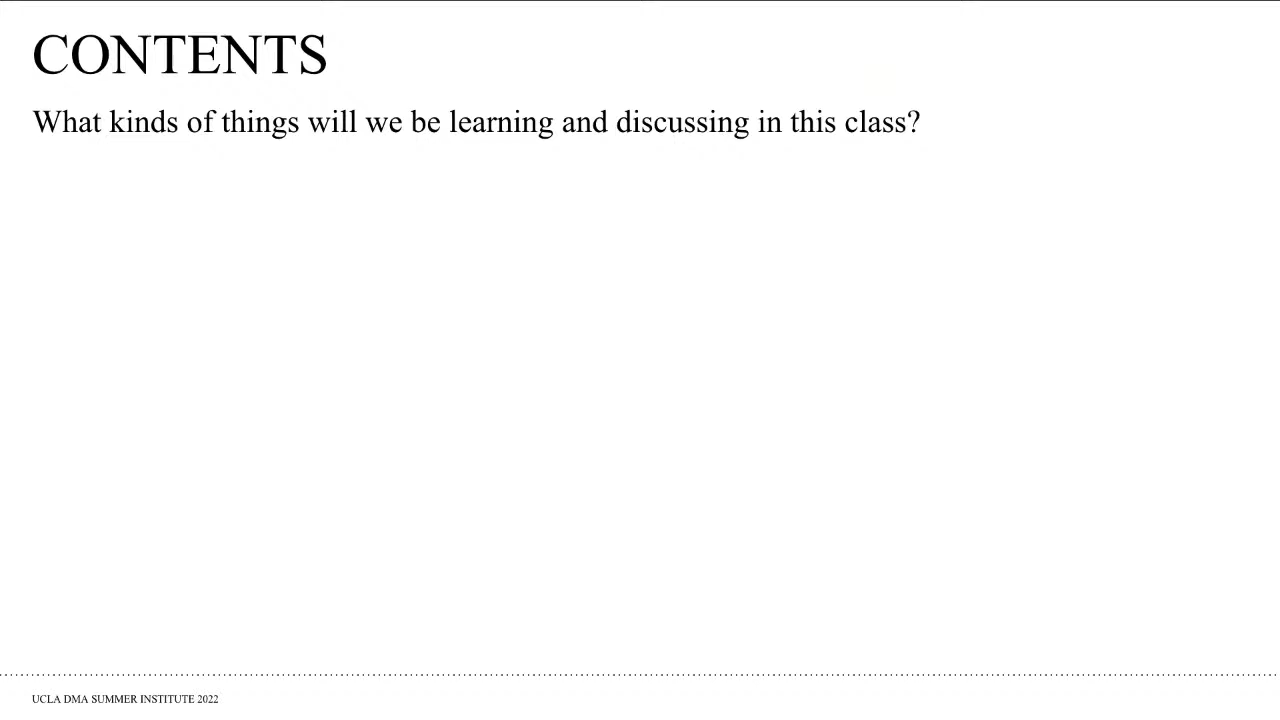 CONTENTS
What kinds of things will we be learning and discussing in this class?
UCLA DMA SUMMER INSTITUTE 2022